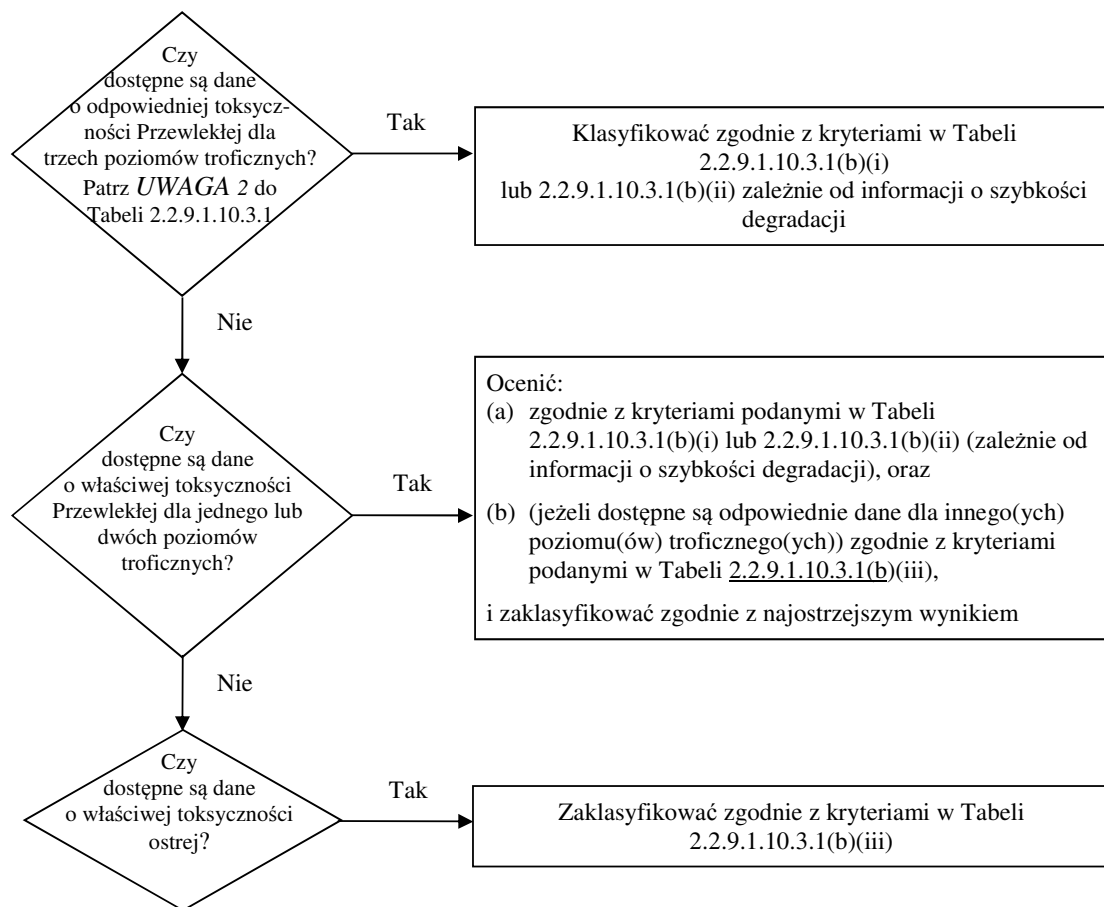 Czy
dostępne są dane
o odpowiedniej toksycz-
ności Przewlekłej dla
trzech poziomów troficznych?
Patrz UWAGA 2 do
Tabeli 2.2.9.1.10.3.1
Tak
Klasyfikować zgodnie z kryteriami w Tabeli
2.2.9.1.10.3.1(b)(i)
lub 2.2.9.1.10.3.1(b)(ii) zależnie od informacji o szybkości
degradacji
Nie
Czy
dostępne są dane
o właściwej toksyczności
Przewlekłej dla jednego lub
dwóch poziomów
troficznych?
Tak
Ocenić:
(a) zgodnie z kryteriami podanymi w Tabeli
2.2.9.1.10.3.1(b)(i) lub 2.2.9.1.10.3.1(b)(ii) (zależnie od
informacji o szybkości degradacji), oraz
(b) (jeżeli dostępne są odpowiednie dane dla innego(ych)
poziomu(ów) troficznego(ych)) zgodnie z kryteriami
podanymi w Tabeli 2.2.9.1.10.3.1(b)(iii),
i zaklasyfikować zgodnie z najostrzejszym wynikiem
Nie
Czy
dostępne są dane
o właściwej toksyczności
ostrej?
Tak
Zaklasyfikować zgodnie z kryteriami w Tabeli
2.2.9.1.10.3.1(b)(iii)